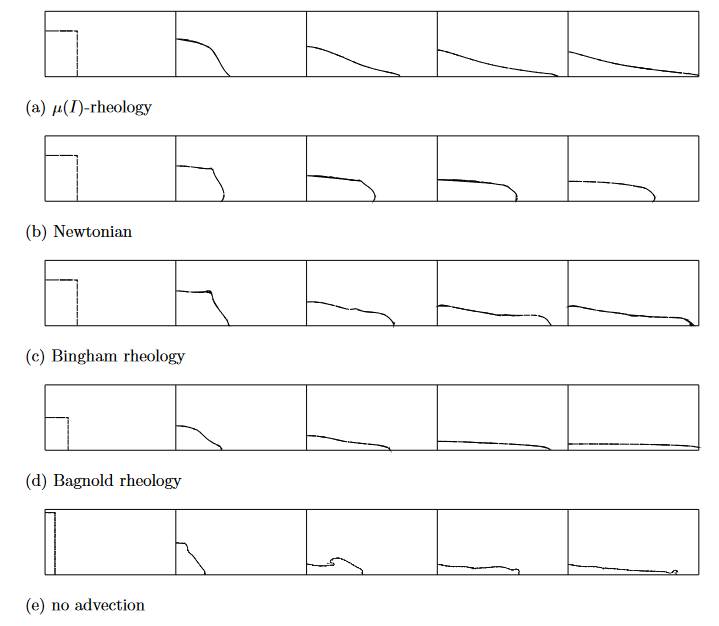 (a) μ(I)-rheology
(b) Newtonian
(c) Bingham rheology
(d) Bagnold rheology
(e) no advection